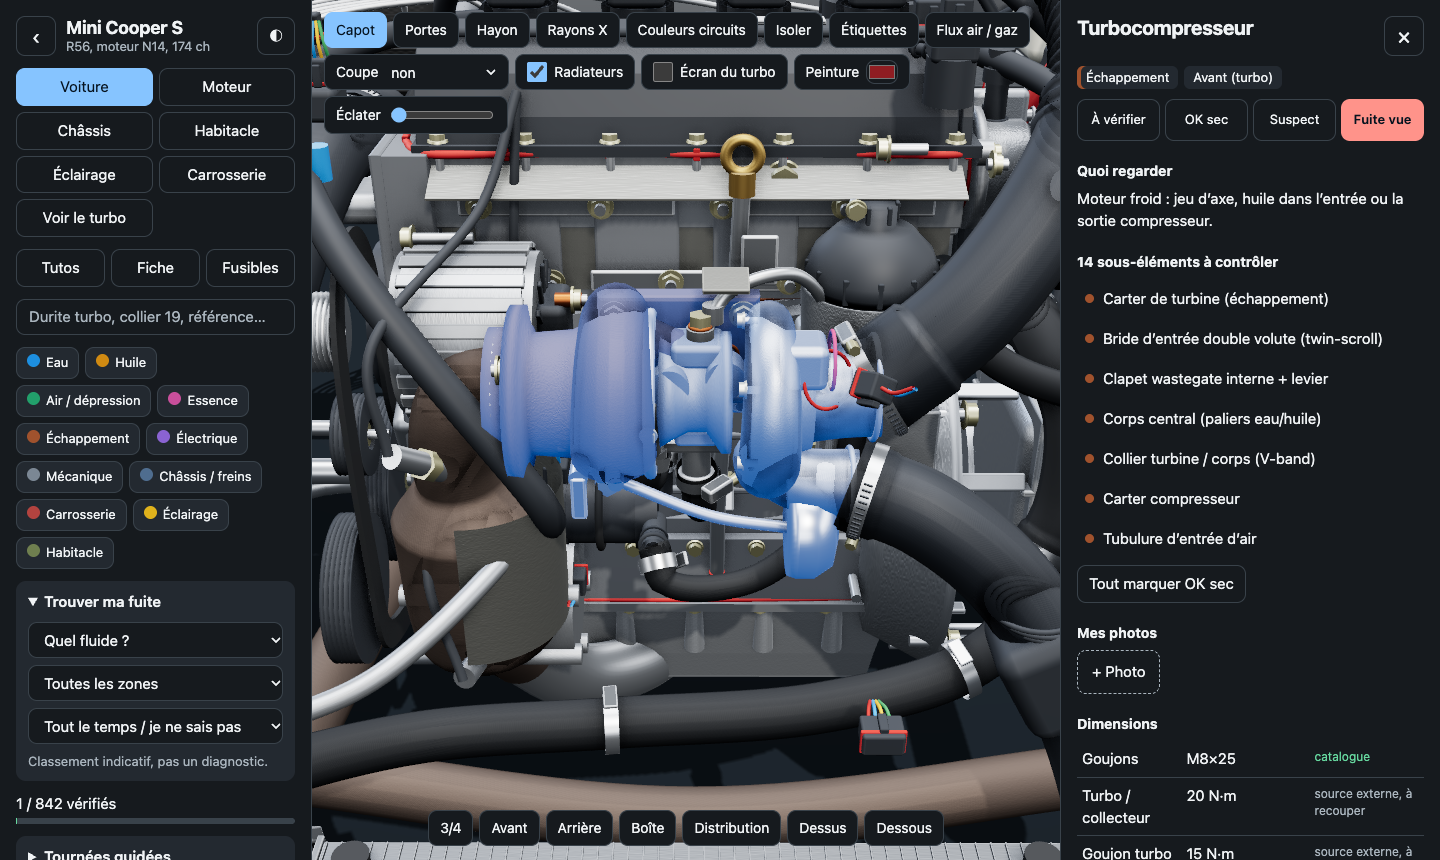 Mini Cooper S
R56, moteur N14, 174 ch
Voiture
Moteur
Châssis
Habitacle
Éclairage
Carrosserie
Voir le turbo
Tutos
Fiche
Fusibles
Durite turbo, collier 19, référence...
Eau
Huile
Air / dépression
Essence
Échappement
Électrique
Mécanique
Châssis / freins
Carrosserie
Éclairage
Habitacle
Trouver ma fuite
Quel fluide ?
Toutes les zones
Tout le temps / je ne sais pas
Classement indicatif, pas un diagnostic.
1 / 842 vérifiés
Tournées guidées
Capot
Portes
Hayon
Rayons X
Couleurs circuits
Isoler
Étiquettes
Flux air / gaz
Coupe non
Radiateurs
Écran du turbo
Peinture
Éclater
3/4
Avant
Arrière
Boîte
Distribution
Dessus
Dessous
Turbocompresseur
Échappement
Avant (turbo)
À vérifier
OK sec
Suspect
Fuite vue
Quoi regarder
Moteur froid : jeu d’axe, huile dans l’entrée ou la
sortie compresseur.
14 sous-éléments à contrôler
Carter de turbine (échappement)
Bride d’entrée double volute (twin-scroll)
Clapet wastegate interne + levier
Corps central (paliers eau/huile)
Collier turbine / corps (V-band)
Carter compresseur
Tubulure d’entrée d’air
Tout marquer OK sec
Mes photos
+ Photo
Dimensions
Goujons M8×25 catalogue
Turbo / 20 N·m source externe, à
collecteur recouper
Goujon turbo 15 N·m source externe, à